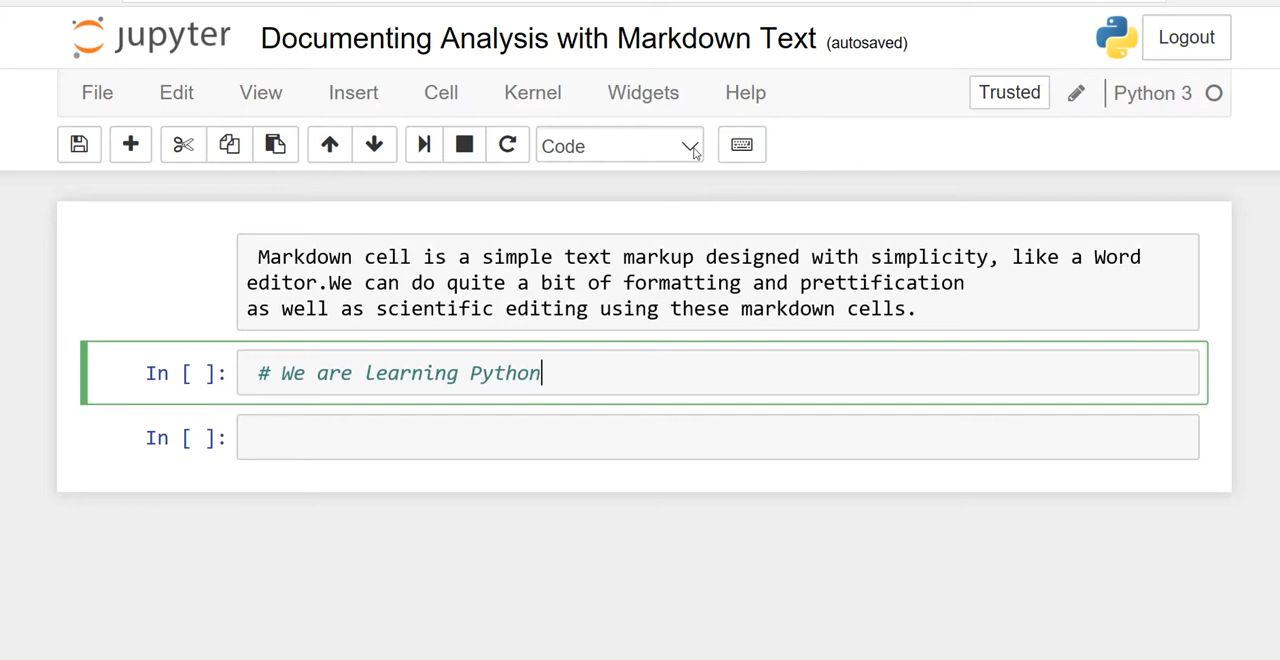 jupyter Documenting Analysis with Markdown Text (autosaved) Logout
File Edit View Insert Cell Kernel Widgets Help Trusted Python 3
Code
Markdown cell is a simple text markup designed with simplicity, like a Word
editor.We can do quite a bit of formatting and prettification
as well as scientific editing using these markdown cells.
In [ ]: # We are learning Python
In [ ]: